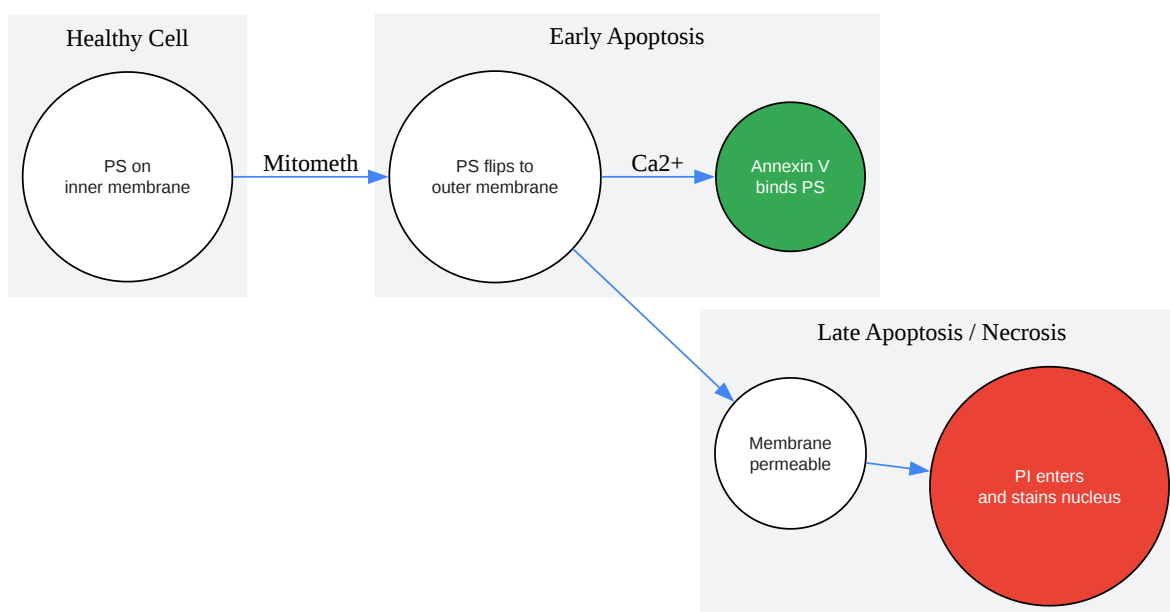 Healthy Cell
Early Apoptosis
PS on
inner membrane
Mitometh
PS flips to
outer membrane
Ca2+
Annexin V
binds PS
Late Apoptosis / Necrosis
Membrane
permeable
PI enters
and stains nucleus